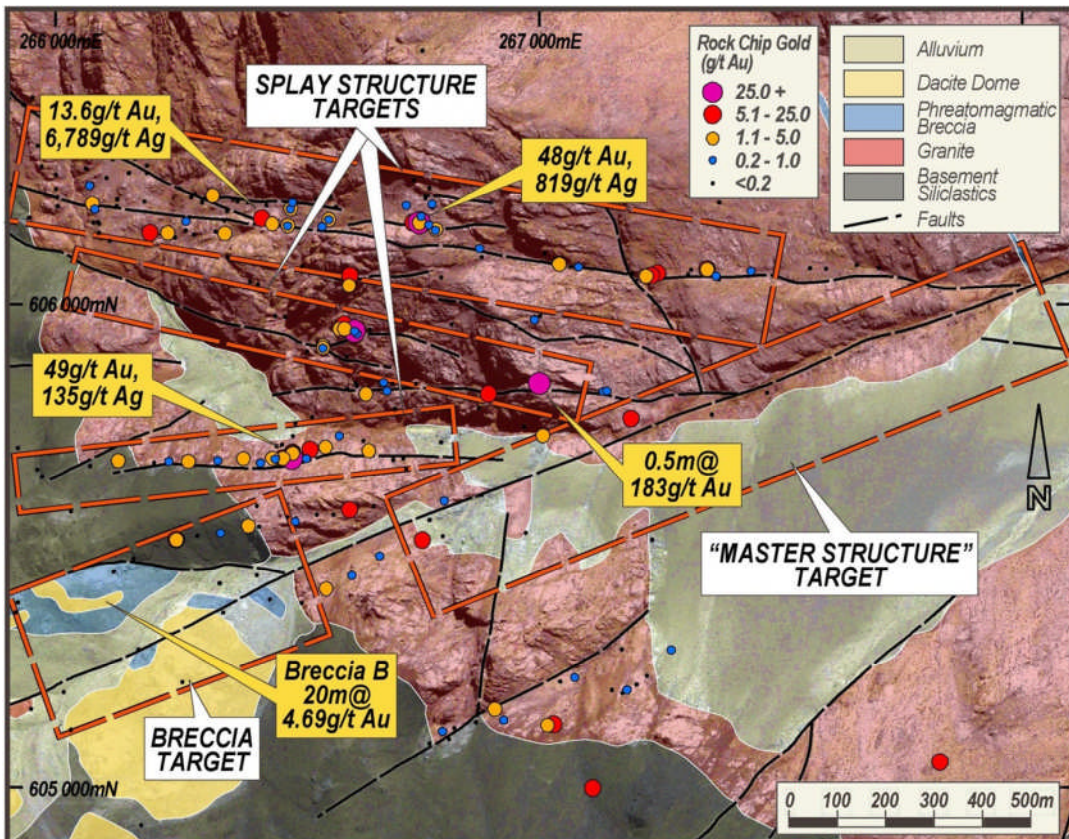 266 000mE
267 000mE
SPLAY STRUCTURE
TARGETS
13.6g/t Au,
6,789g/t Ag
48g/t Au,
819g/t Ag
Rock Chip Gold
(g/t Au)
25.0 +
5.1 - 25.0
1.1 - 5.0
0.2 - 1.0
<0.2
Alluvium
Dacite Dome
Phreatomagmatic
Breccia
Granite
Basement
Siliclastics
Faults
606 000mN
49g/t Au,
135g/t Ag
0.5m@
183g/t Au
N
“MASTER STRUCTURE”
TARGET
Breccia B
20m@
4.69g/t Au
BRECCIA
TARGET
605 000mN
0 100 200 300 400 500m